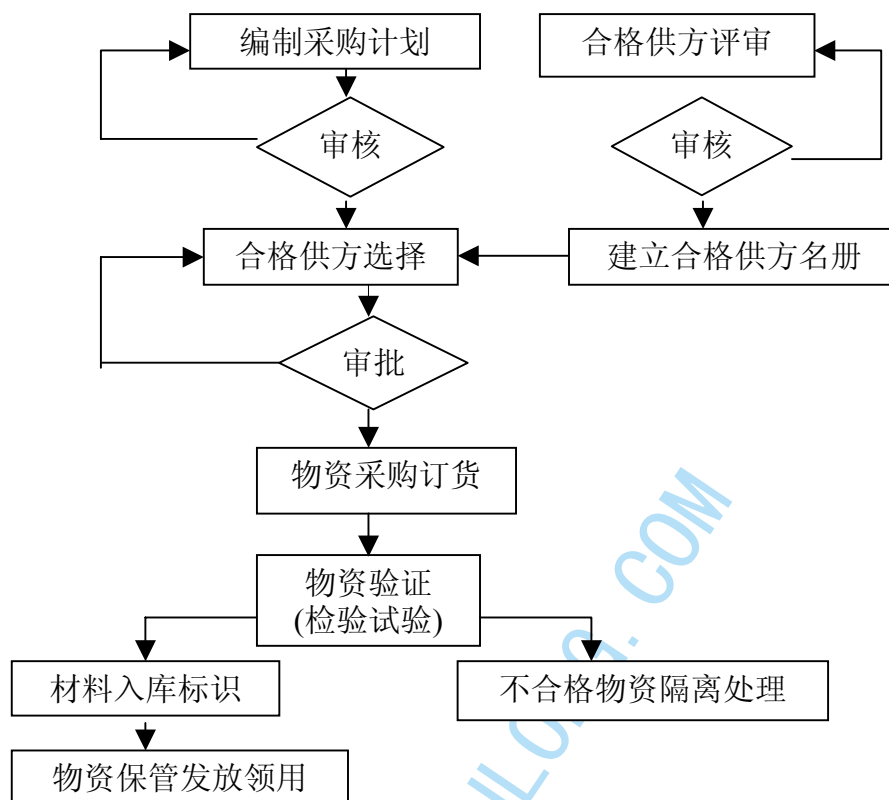 编制采购计划
合格供方评审
审核
审核
合格供方选择
建立合格供方名册
审批
物资采购订货
物资验证
(检验试验)
材料入库标识
不合格物资隔离处理
物资保管发放领用